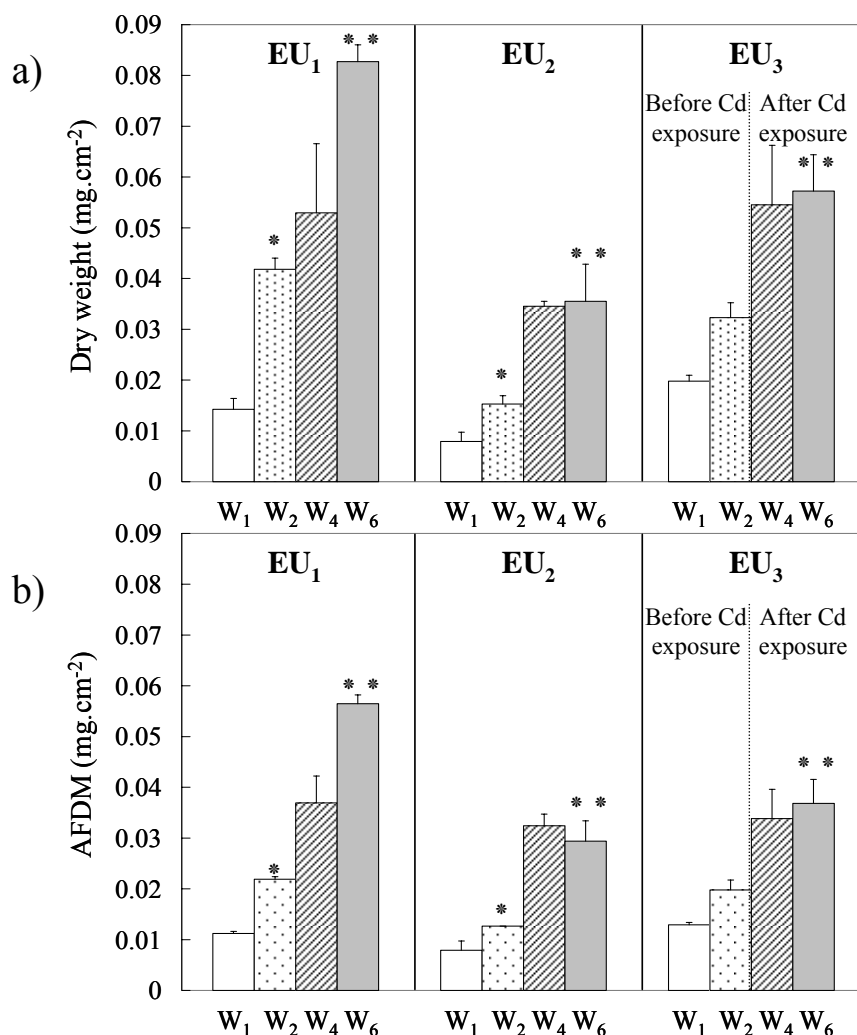 a)
Dry weight (mg.cm-2)
0.09
0.08
0.07
0.06
0.05
0.04
0.03
0.02
0.01
0
EU1
EU2
EU3
Before Cd exposure
After Cd exposure
*
* *
*
* *
* *
W1 W2 W4 W6
W1 W2 W4 W6
W1 W2 W4 W6
b)
AFDM (mg.cm-2)
0.09
0.08
0.07
0.06
0.05
0.04
0.03
0.02
0.01
0
EU1
EU2
EU3
Before Cd exposure
After Cd exposure
*
* *
*
* *
* *
W1 W2 W4 W6
W1 W2 W4 W6
W1 W2 W4 W6